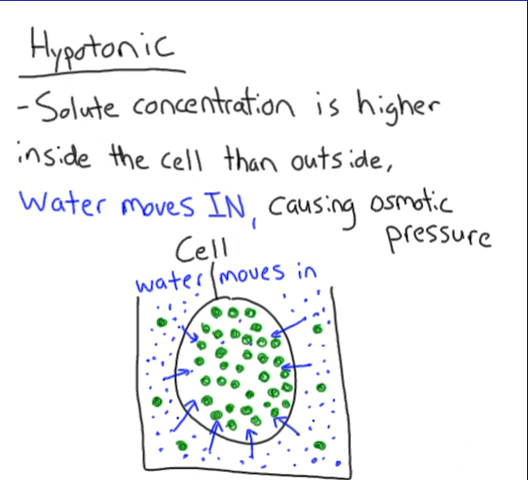 Hypotonic
- Solute concentration is higher
inside the cell than outside,
Water moves IN, causing osmotic
pressure
Cell
water moves in